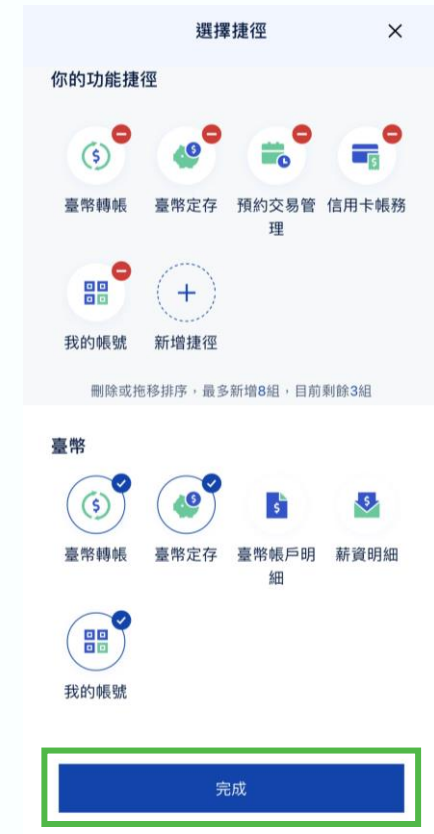 選擇捷徑
你的功能捷徑
臺幣轉帳
臺幣定存
預約交易管
理
信用卡帳務
我的帳號
新增捷徑
刪除或拖移排序,最多新增8組,目前剩餘3組
臺幣
臺幣轉帳
臺幣定存
臺幣帳戶明
細
薪資明細
我的帳號
完成